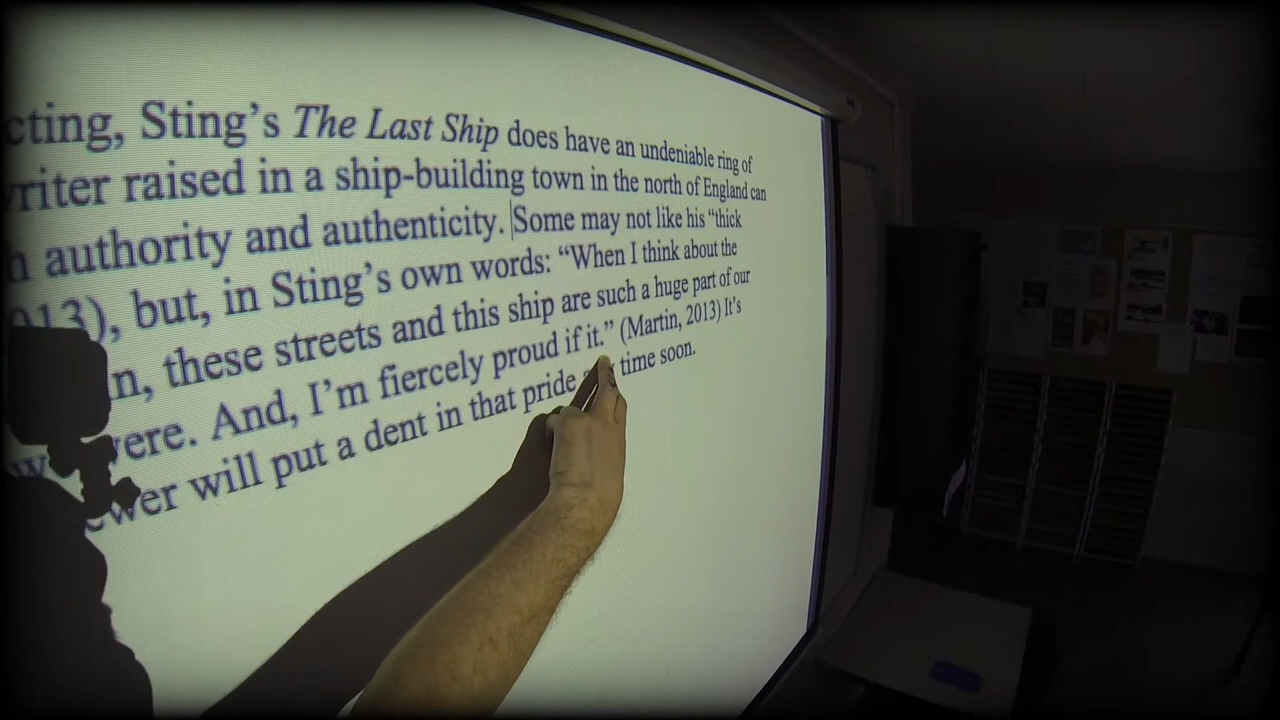 cting, Sting's The Last Ship does have an undeniable ring of
writer raised in a ship-building town in the north of England can
h authority and authenticity. Some may not like his "thick
013), but, in Sting's own words: "When I think about the
n, these streets and this ship are such a huge part of our
were. And, I'm fiercely proud if it." (Martin, 2013) It's
ewer will put a dent in that pride time soon.